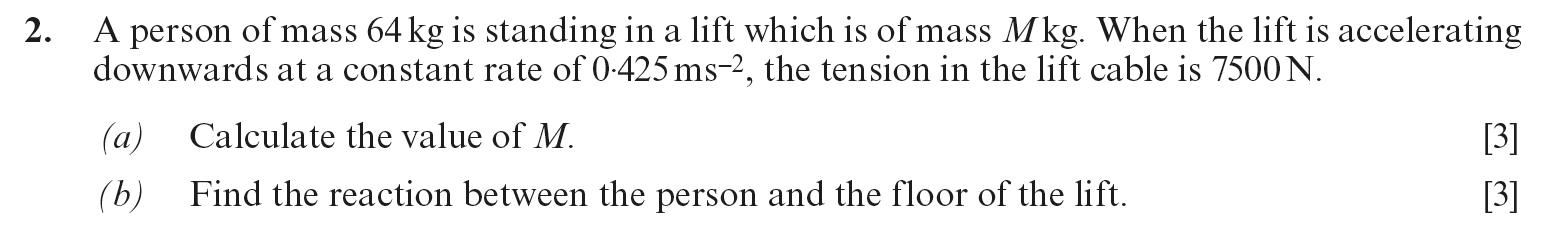 2. A person of mass 64 kg is standing in a lift which is of mass M kg. When the lift is accelerating
downwards at a constant rate of 0·425 ms⁻², the tension in the lift cable is 7500 N.
(a) Calculate the value of M. [3]
(b) Find the reaction between the person and the floor of the lift. [3]